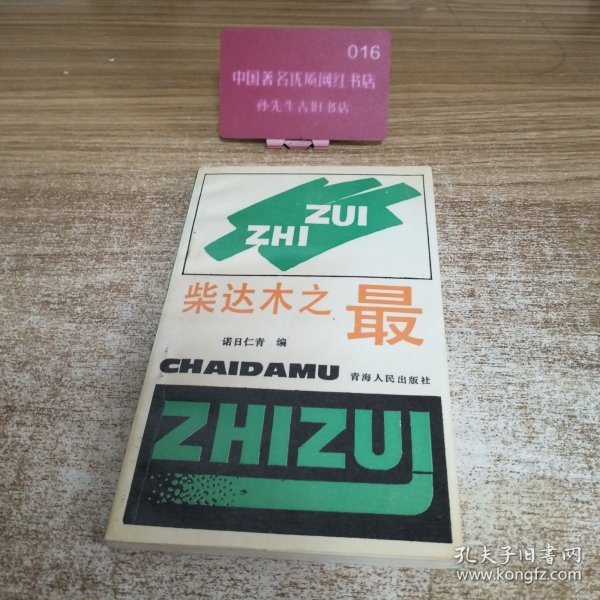 016
中国著名优质网红书店
孙先生古旧书店
ZHI ZUI
柴达木之最
诺日仁青 编
CHAIDAMU 青海人民出版社
ZHIZUI
孔夫子旧书网
www.kongfz.com